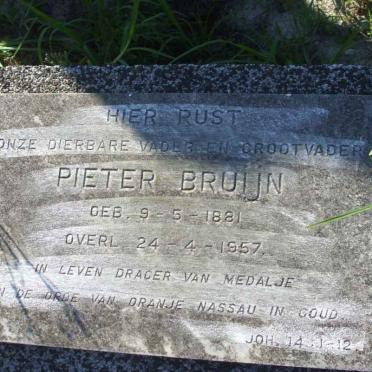 HIER RUST
ONZE DIERBARE VADER EN GROOTVADER
PIETER BRUIJN
GEB. 9-5-1881
OVERL. 24-4-1957.
IN LEVEN DRAGER VAN MEDALJE
IN DE ORDE VAN ORANJE NASSAU IN GOUD.
JOH. 14:1-12.